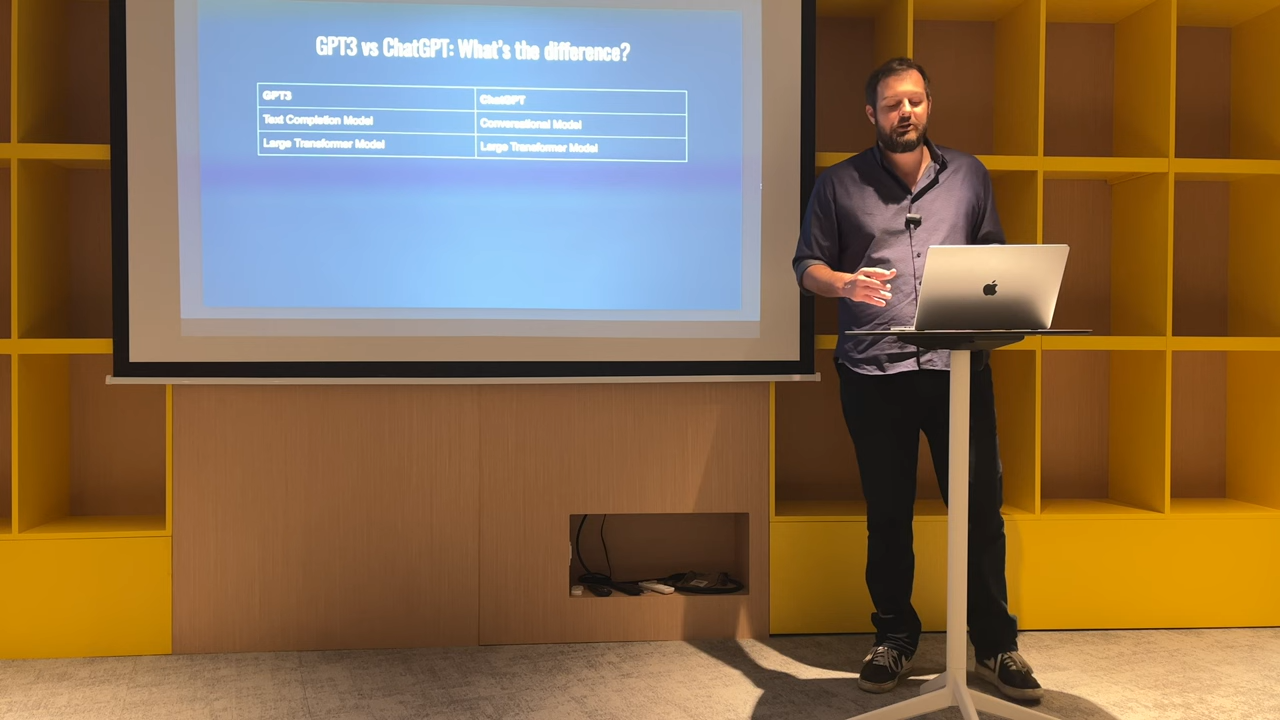 GPT3 vs ChatGPT: What's the difference?
GPT3 ChatGPT
Text Completion Model Conversational Model
Large Transformer Model Large Transformer Model